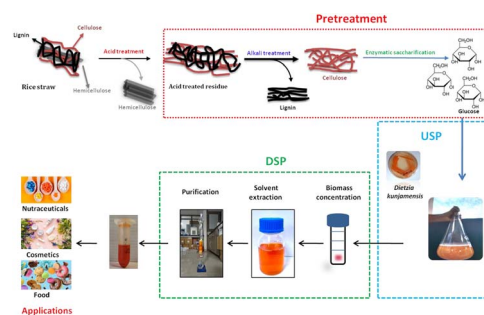 Pretreatment
Lignin
Cellulose
Rice straw
Hemicellulose
Acid treatment
Hemicellulose
Acid treated residue
Alkali treatment
Lignin
Cellulose
Enzymatic saccharification
Glucose
USP
Dietzia
kunjamensis
DSP
Biomass
concentration
Solvent
extraction
Purification
Nutraceuticals
Cosmetics
Food
Applications